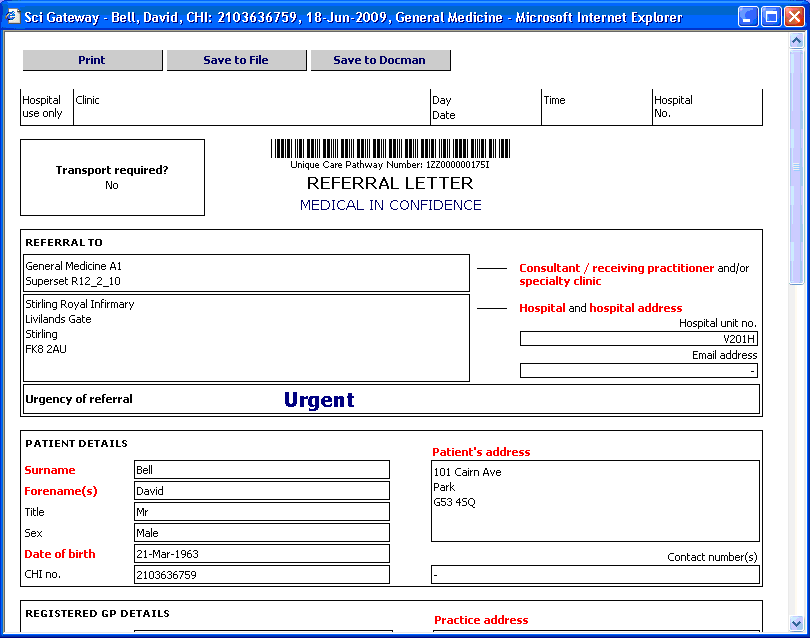 Sci Gateway - Bell, David, CHI: 2103636759, 18-Jun-2009, General Medicine - Microsoft Internet Explorer
Print
Save to File
Save to Docman
Hospital use only
Clinic
Day
Date
Time
Hospital No.
Transport required?
No
Unique Care Pathway Number: 1ZZ000000175I
REFERRAL LETTER
MEDICAL IN CONFIDENCE
REFERRAL TO
General Medicine A1
Superset R12_2_10
Consultant / receiving practitioner and/or
specialty clinic
Stirling Royal Infirmary
Livilands Gate
Stirling
FK8 2AU
Hospital and hospital address
Hospital unit no.
V201H
Email address
-
Urgency of referral
Urgent
PATIENT DETAILS
Surname
Bell
Forename(s)
David
Title
Mr
Sex
Male
Date of birth
21-Mar-1963
CHI no.
2103636759
Patient's address
101 Cairn Ave
Park
G53 4SQ
Contact number(s)
-
REGISTERED GP DETAILS
Practice address